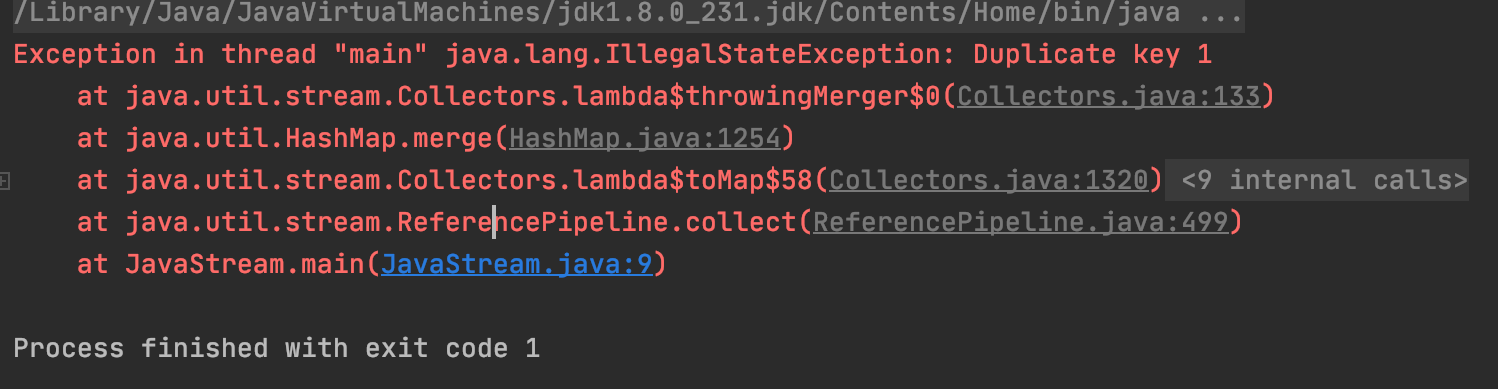 /Library/Java/JavaVirtualMachines/jdk1.8.0_231.jdk/Contents/Home/bin/java ...
Exception in thread "main" java.lang.IllegalStateException: Duplicate key 1
at java.util.stream.Collectors.lambda$throwingMerger$0(Collectors.java:133)
at java.util.HashMap.merge(HashMap.java:1254)
at java.util.stream.Collectors.lambda$toMap$58(Collectors.java:1320) <9 internal calls>
at java.util.stream.ReferencePipeline.collect(ReferencePipeline.java:499)
at JavaStream.main(JavaStream.java:9)
Process finished with exit code 1